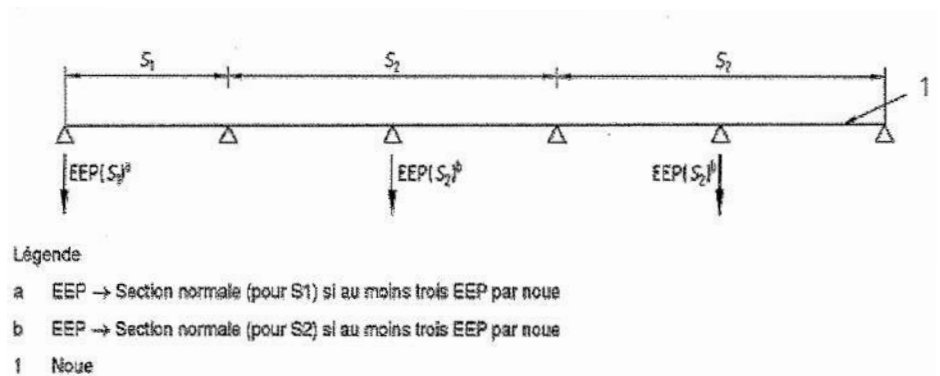 S₁ S₂ S₂
1
EEP(S₁)ᵃ EEP(S₂)ᵇ EEP(S₂)ᵇ
Légende
a EEP → Section normale (pour S1) si au moins trois EEP par noue
b EEP → Section normale (pour S2) si au moins trois EEP par noue
1 Noue